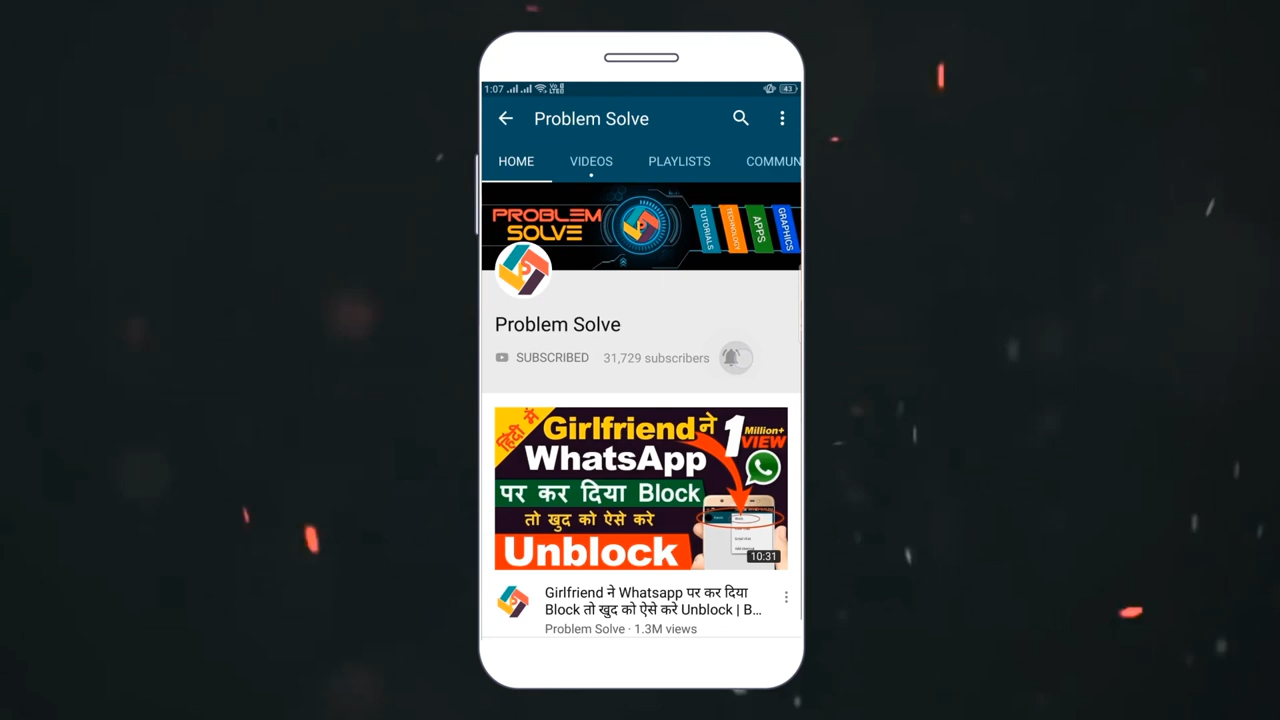 1:07
43
Problem Solve
HOME VIDEOS PLAYLISTS COMMUN
PROBLEM
SOLVE
TUTORIALS
TECHNOLOGY
APPS
GRAPHICS
Problem Solve
SUBSCRIBED 31,729 subscribers
हिंदी में
Girlfriend ने
1 Million+
VIEW
WhatsApp
पर कर दिया Block
तो खुद को ऐसे करे
Unblock
10:31
Girlfriend ने Whatsapp पर कर दिया
Block तो खुद को ऐसे करे Unblock | B...
Problem Solve · 1.3M views